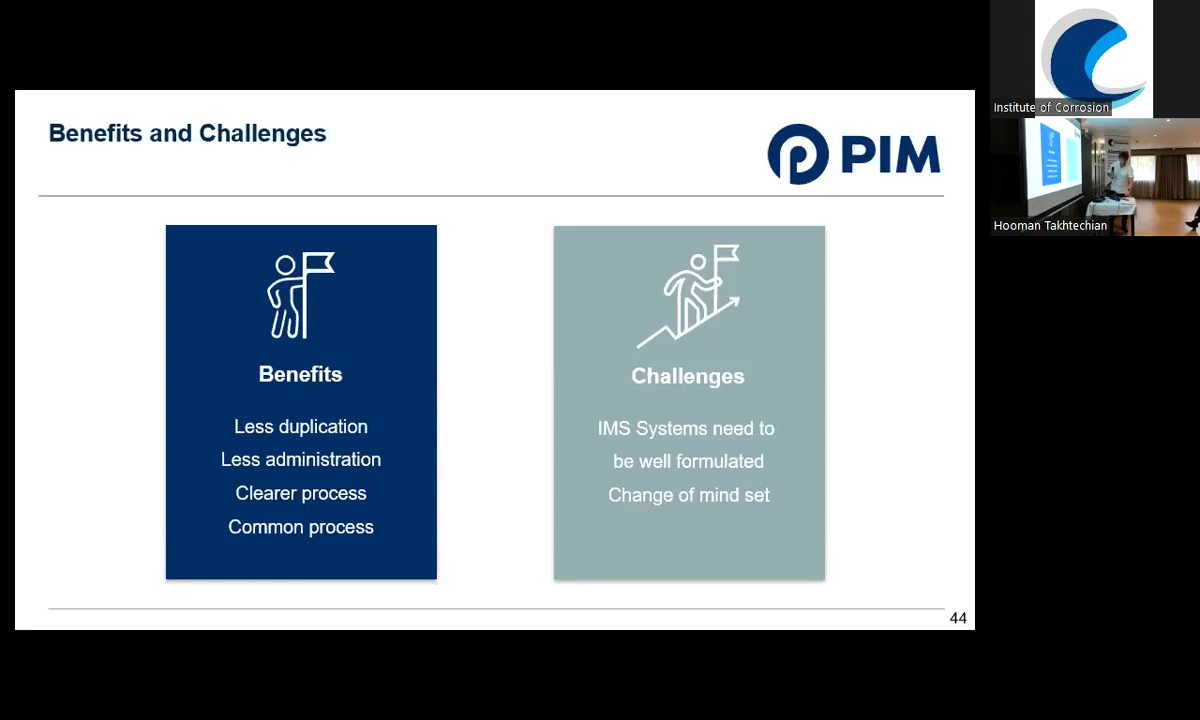 Benefits and Challenges
PIM
Benefits
Less duplication
Less administration
Clearer process
Common process
Challenges
IMS Systems need to
be well formulated
Change of mind set
44
Institute of Corrosion
Hooman Takhtechian